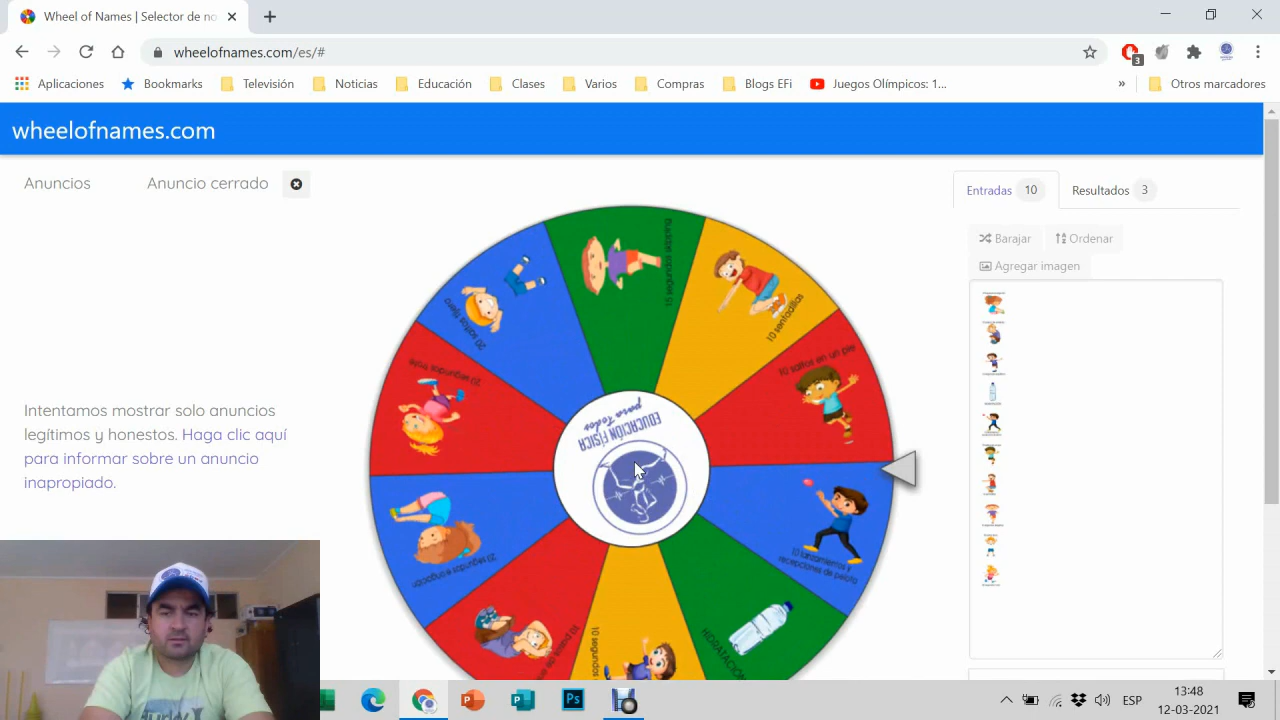 Wheel of Names | Selector de no
wheelofnames.com/es/#
3
Aplicaciones
Bookmarks
Televisión
Noticias
Educación
Clases
Varios
Compras
Blogs EFi
Juegos Olímpicos: 1...
»
Otros marcadores
wheelofnames.com
Anuncios
Anuncio cerrado
Entradas 10
Resultados 3
Barajar
Ordenar
Agregar imagen
10 sentadillas
10 saltos en un pie
20 saltos tijera
20 segundos trote
EDUCACIÓN FÍSICA
para todos
10 lanzamientos y
recepciones de pelota
HIDRATACIÓN
10 segundos
Intentamos mostrar solo anuncios
legítimos y honestos. Haga clic aquí
para informar sobre un anuncio
inapropiado.
ESP
13:48
12-03-2021